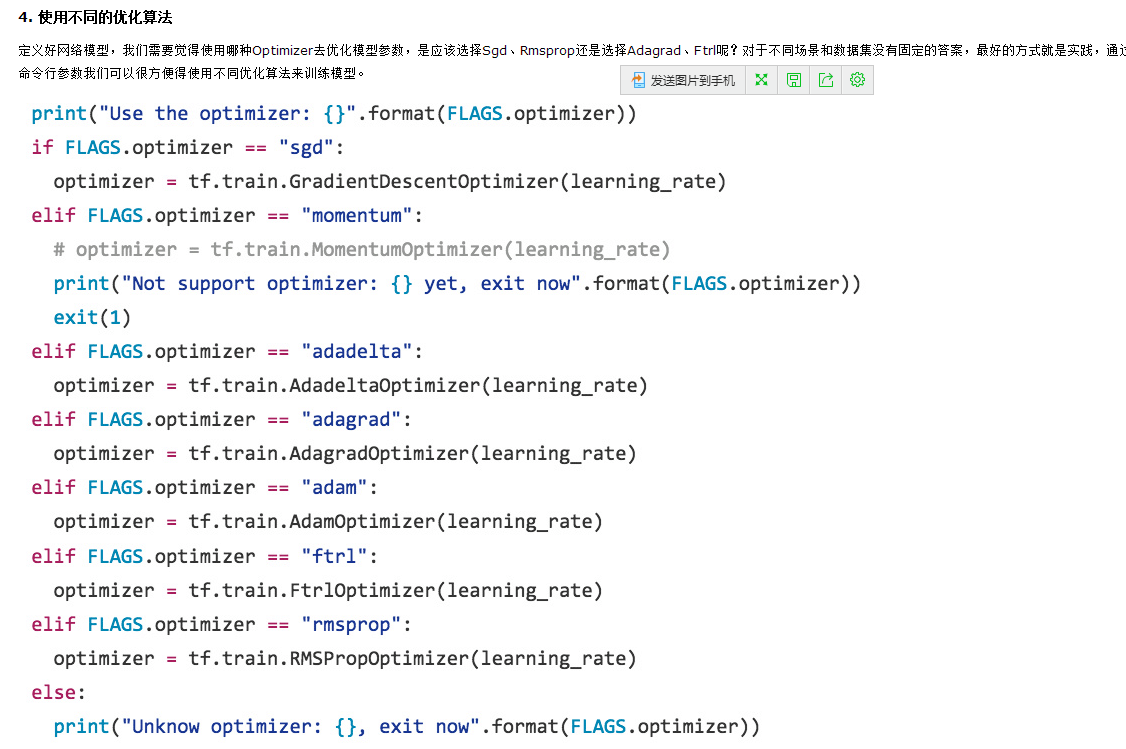 4. 使用不同的优化算法
定义好网络模型，我们需要觉得使用哪种Optimizer去优化模型参数，是应该选择Sgd、Rmsprop还是选择Adagrad、Ftrl呢？对于不同场景和数据集没有固定的答案，最好的方式就是实践，通过
命令行参数我们可以很方便得使用不同优化算法来训练模型。
发送图片到手机
print("Use the optimizer: {}".format(FLAGS.optimizer))
if FLAGS.optimizer == "sgd":
  optimizer = tf.train.GradientDescentOptimizer(learning_rate)
elif FLAGS.optimizer == "momentum":
  # optimizer = tf.train.MomentumOptimizer(learning_rate)
  print("Not support optimizer: {} yet, exit now".format(FLAGS.optimizer))
  exit(1)
elif FLAGS.optimizer == "adadelta":
  optimizer = tf.train.AdadeltaOptimizer(learning_rate)
elif FLAGS.optimizer == "adagrad":
  optimizer = tf.train.AdagradOptimizer(learning_rate)
elif FLAGS.optimizer == "adam":
  optimizer = tf.train.AdamOptimizer(learning_rate)
elif FLAGS.optimizer == "ftrl":
  optimizer = tf.train.FtrlOptimizer(learning_rate)
elif FLAGS.optimizer == "rmsprop":
  optimizer = tf.train.RMSPropOptimizer(learning_rate)
else:
  print("Unknow optimizer: {}, exit now".format(FLAGS.optimizer))